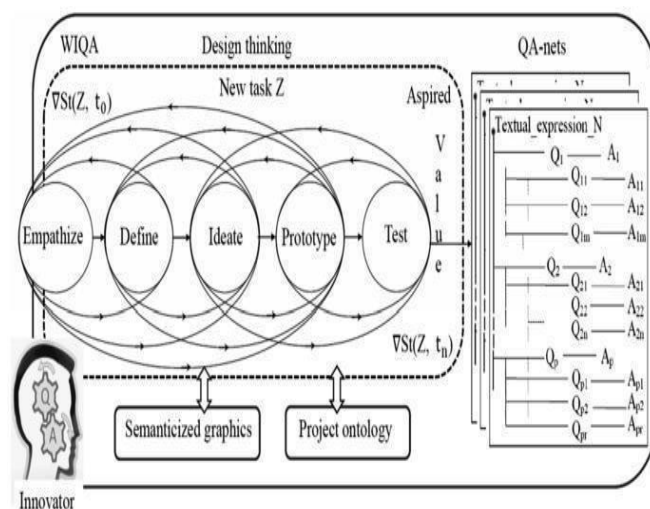 WIQA
Design thinking
QA-nets
∇St(Z, t₀)
New task Z
Aspired
Value
Empathize
Define
Ideate
Prototype
Test
∇St(Z, tₙ)
Semanticized graphics
Project ontology
Q
A
Innovator
Textual_expression_N
Q₁ A₁
Q₁₁ A₁₁
Q₁₂ A₁₂
Q₁ₘ A₁ₘ
Q₂ A₂
Q₂₁ A₂₁
Q₂₂ A₂₂
Q₂ₙ A₂ₙ
Qₚ Aₚ
Qₚ₁ Aₚ₁
Qₚ₂ Aₚ₂
Qₚᵣ Aₚᵣ